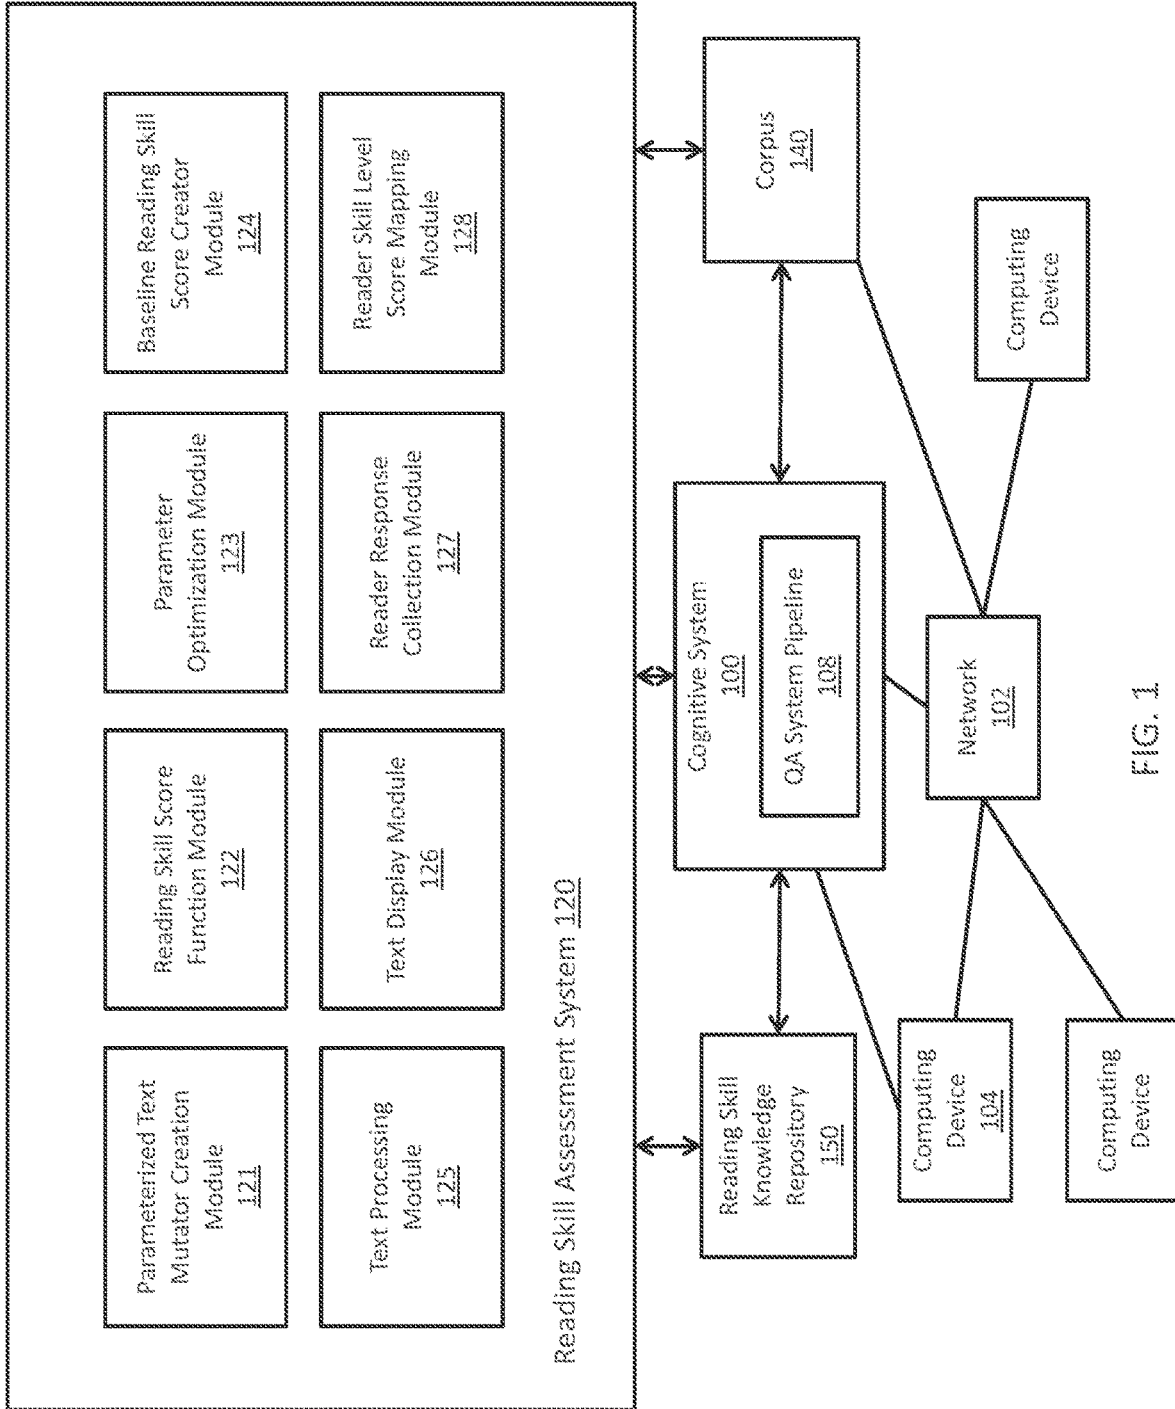 Parameterized Text
Mutator Creation
Module
121
Reading Skill Score
Function Module
122
Parameter
Optimization Module
123
Baseline Reading Skill
Score Creator
Module
124
Text Processing
Module
125
Text Display Module
126
Reader Response
Collection Module
127
Reader Skill Level
Score Mapping
Module
128
Reading Skill Assessment System 120
Reading Skill
Knowledge
Repository
150
Cognitive System
100
QA System Pipeline
108
Corpus
140
Computing
Device
104
Network
102
Computing
Device
Computing
Device
FIG. 1